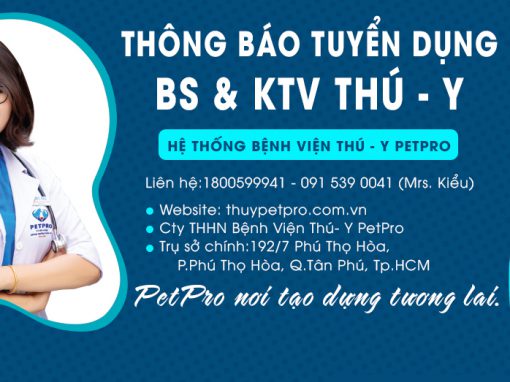 THÔNG BÁO TUYỂN DỤNG
BS & KTV THÚ - Y
HỆ THỐNG BỆNH VIỆN THÚ - Y PETPRO
Liên hệ:1800599941 - 091 539 0041 (Mrs. Kiểu)
Website: thuypetpro.com.vn
Cty THHN Bệnh Viện Thú- Y PetPro
Trụ sở chính:192/7 Phú Thọ Hòa,
P.Phú Thọ Hòa, Q.Tân Phú, Tp.HCM
PetPro nơi tạo dựng tương lai.
PETPRO